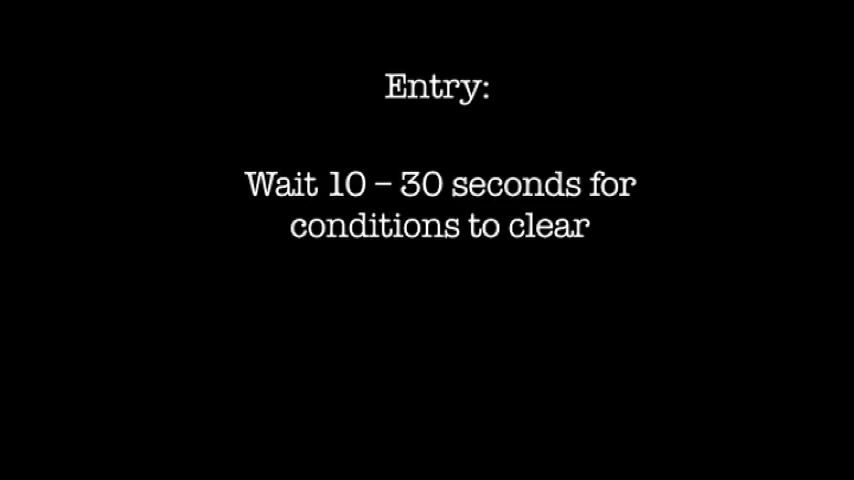 Entry:
Wait 10 – 30 seconds for
conditions to clear